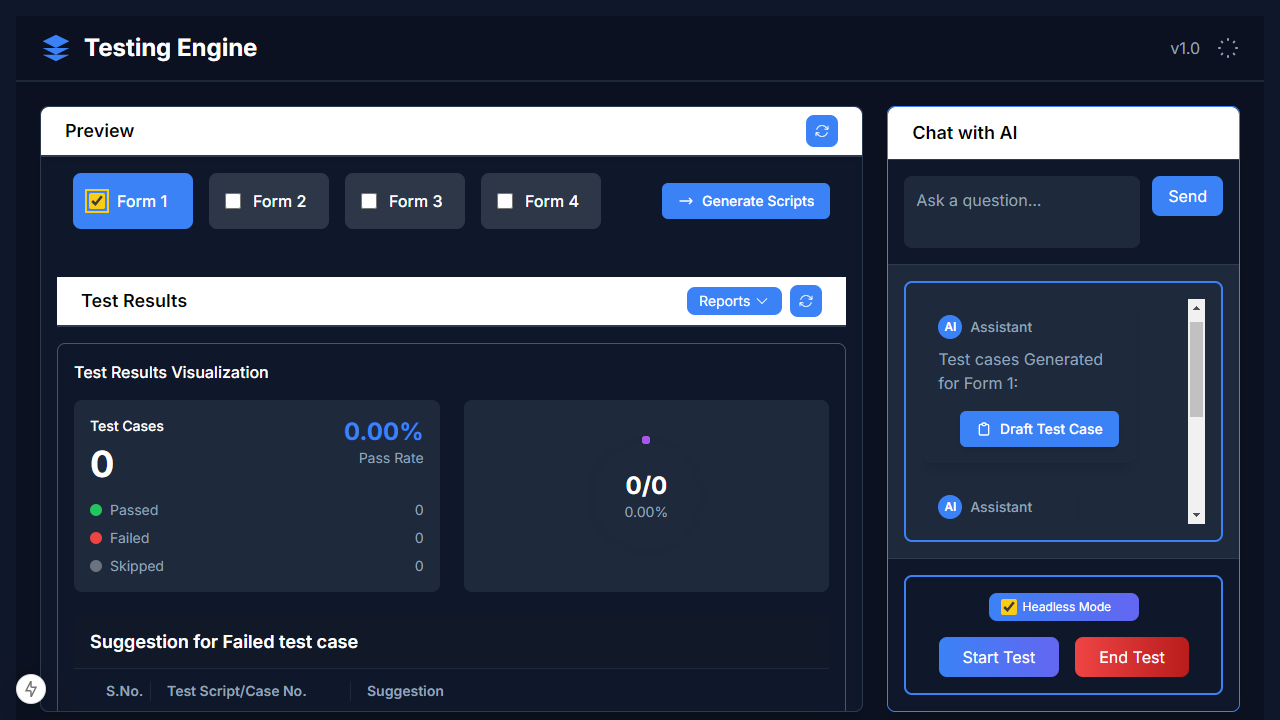 Testing Engine
v1.0
Preview
Form 1
Form 2
Form 3
Form 4
Generate Scripts
Test Results
Reports
Test Results Visualization
Test Cases
0
0.00%
Pass Rate
Passed 0
Failed 0
Skipped 0
0/0
0.00%
Suggestion for Failed test case
S.No. Test Script/Case No. Suggestion
Chat with AI
Ask a question...
Send
AI Assistant
Test cases Generated
for Form 1:
Draft Test Case
AI Assistant
Headless Mode
Start Test
End Test